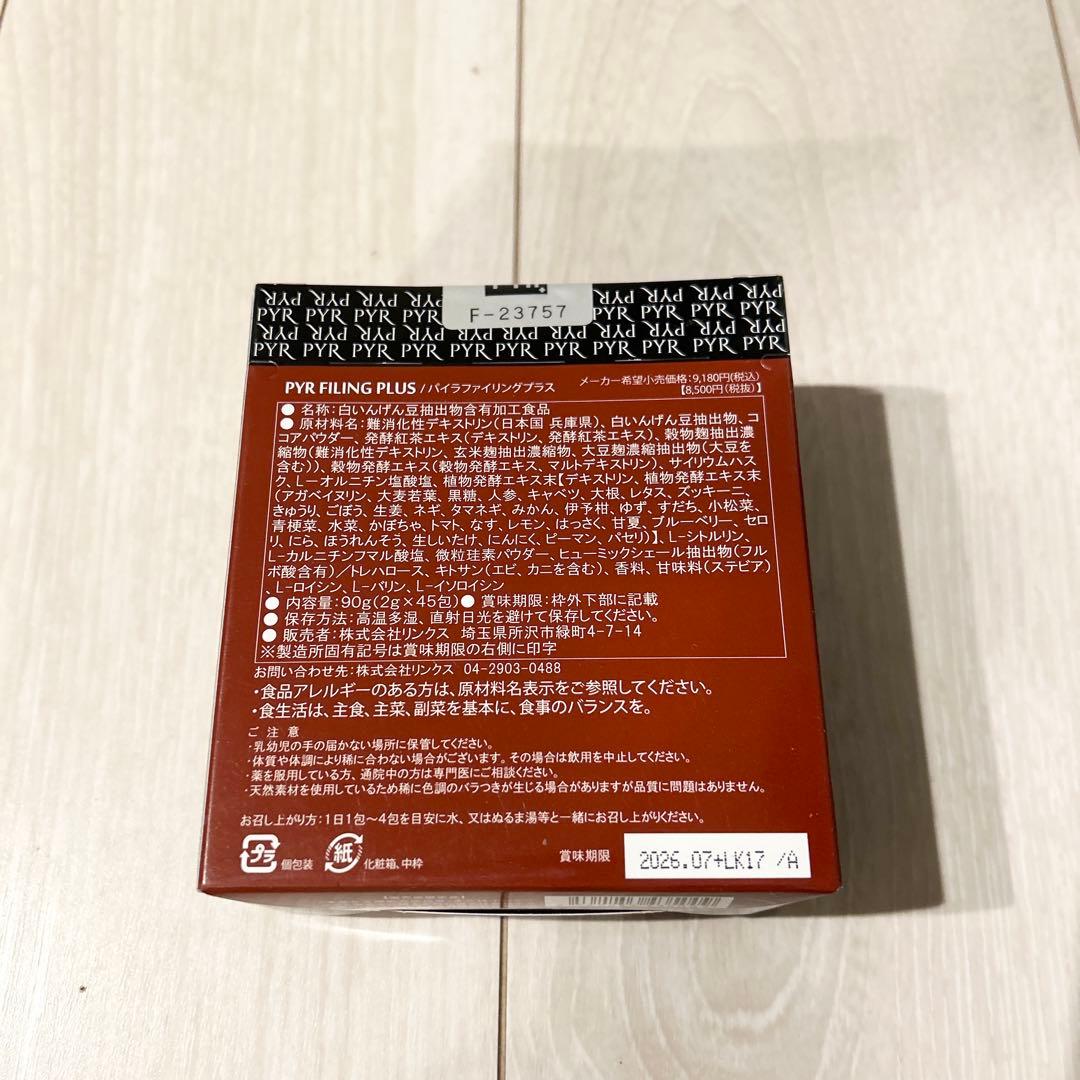 F-23757
PYR PYR PYR PYR PYR PYR PYR PYR PYR PYR PYR
PYR FILING PLUS/パイラファイリングプラス
メーカー希望小売価格:9,180円(税込)
【8,500円(税抜)】
● 名称:白いんげん豆抽出物含有加工食品
● 原材料名:難消化性デキストリン(日本国 兵庫県)、白いんげん豆抽出物、コ
コアパウダー、発酵紅茶エキス(デキストリン、発酵紅茶エキス)、穀物麹抽出濃
縮物(難消化性デキストリン、玄米麹抽出濃縮物、大豆麹濃縮抽出物(大豆を
含む))、穀物発酵エキス(穀物発酵エキス、マルトデキストリン)、サイリウムハス
ク、L-オルニチン塩酸塩、植物発酵エキス末【デキストリン、植物発酵エキス末
(アガベイヌリン、大麦若葉、黒糖、人参、キャベツ、大根、レタス、ズッキーニ、
きゅうり、ごぼう、生姜、ネギ、タマネギ、みかん、伊予柑、ゆず、すだち、小松菜、
青梗菜、水菜、かぼちゃ、トマト、なす、レモン、はっさく、甘夏、ブルーベリー、セロ
リ、にら、ほうれんそう、生しいたけ、にんにく、ピーマン、パセリ)】、L-シトルリン、
L-カルニチンフマル酸塩、微粒珪素パウダー、ヒューミックシェール抽出物(フル
ボ酸含有)/トレハロース、キトサン(エビ、カニを含む)、香料、甘味料(ステビア)
、L-ロイシン、L-バリン、L-イソロイシン
● 内容量:90g(2g×45包)● 賞味期限:枠外下部に記載
● 保存方法:高温多湿、直射日光を避けて保存してください。
● 販売者:株式会社リンクス 埼玉県所沢市緑町4-7-14
※製造所固有記号は賞味期限の右側に印字
お問い合わせ先:株式会社リンクス 04-2903-0488
・食品アレルギーのある方は、原材料名表示をご参照してください。
・食生活は、主食、主菜、副菜を基本に、食事のバランスを。
ご 注 意
・乳幼児の手の届かない場所に保管してください。
・体質や体調により稀に合わない場合がございます。その場合は飲用を中止してください。
・薬を服用している方、通院中の方は専門医にご相談ください。
・天然素材を使用しているため稀に色調のバラつきが生じる場合がありますが品質に問題はありません。
お召し上がり方:1日1包~4包を目安に水、又はぬるま湯等と一緒にお召し上がりください。
プラ 個包装 紙 化粧箱、中枠
賞味期限 2026.07+LK17 /A